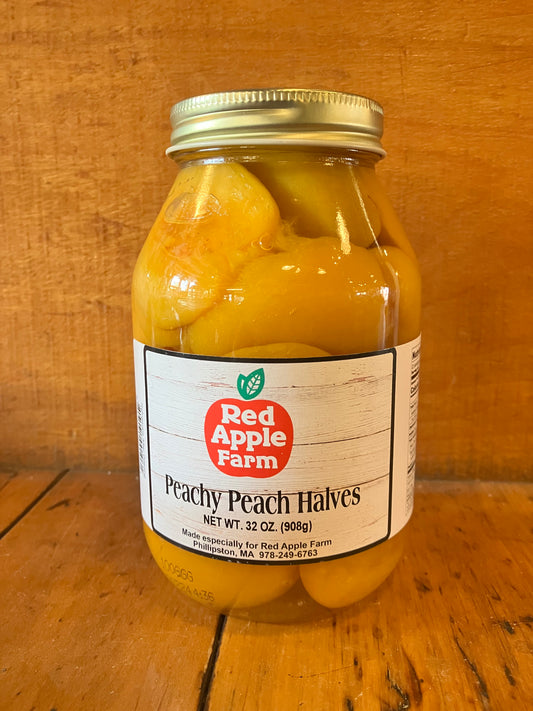 Red
Apple
Farm
Peachy Peach Halves
NET WT. 32 OZ. (908g)
Made especially for Red Apple Farm
Phillipston, MA 978-249-6763